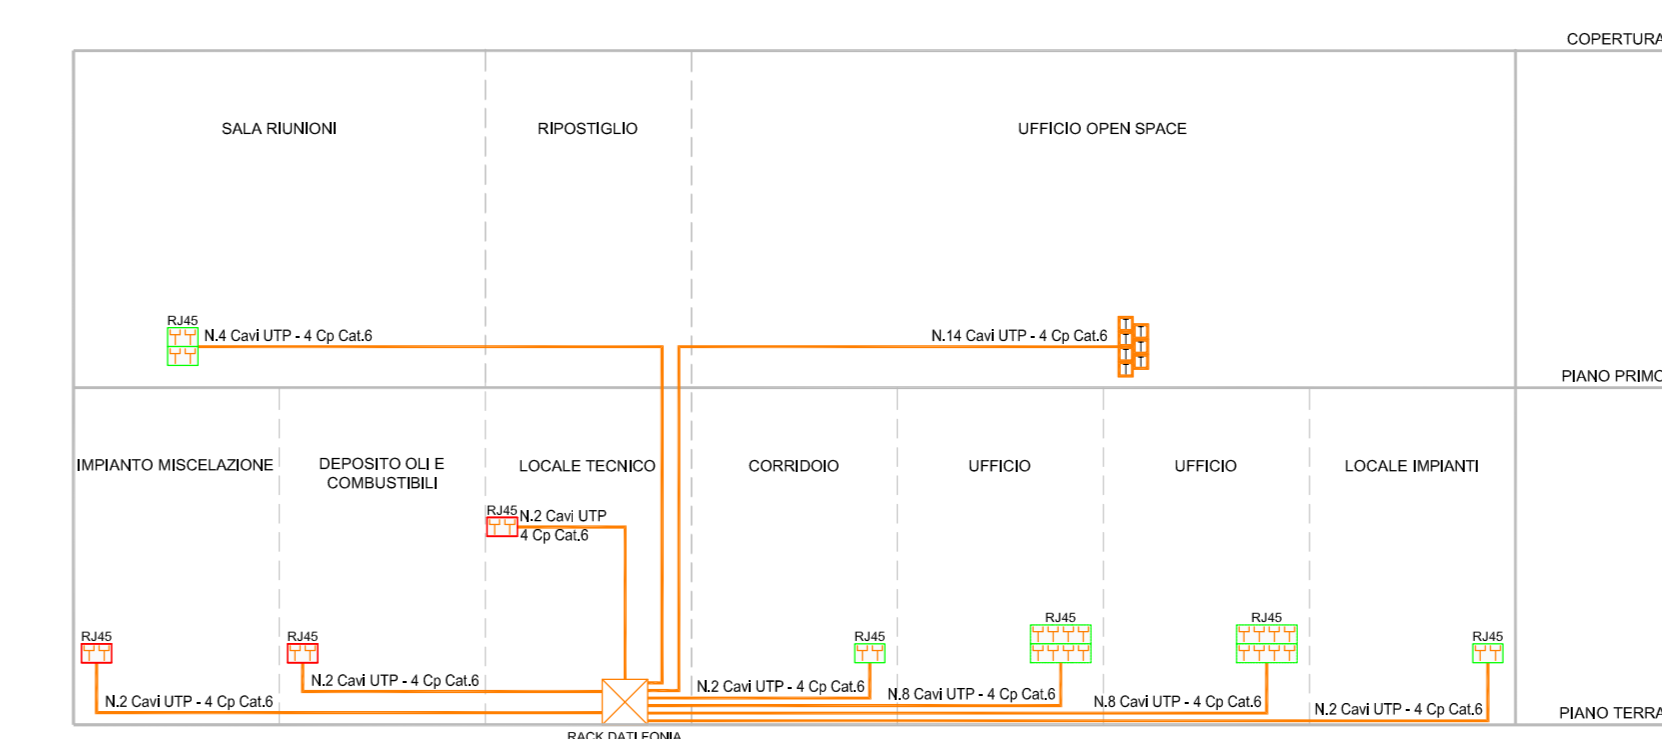 COPERTURA
SALA RIUNIONI
RIPOSTIGLIO
UFFICIO OPEN SPACE
RJ45
N.4 Cavi UTP - 4 Cp Cat.6
N.14 Cavi UTP - 4 Cp Cat.6
PIANO PRIMO
IMPIANTO MISCELAZIONE
DEPOSITO OLI E
COMBUSTIBILI
LOCALE TECNICO
CORRIDOIO
UFFICIO
UFFICIO
LOCALE IMPIANTI
RJ45
N.2 Cavi UTP
4 Cp Cat.6
RJ45
RJ45
RJ45
RJ45
RJ45
RJ45
N.2 Cavi UTP - 4 Cp Cat.6
N.2 Cavi UTP - 4 Cp Cat.6
N.2 Cavi UTP - 4 Cp Cat.6
N.8 Cavi UTP - 4 Cp Cat.6
N.8 Cavi UTP - 4 Cp Cat.6
N.2 Cavi UTP - 4 Cp Cat.6
PIANO TERRA
RACK DATI FONIA